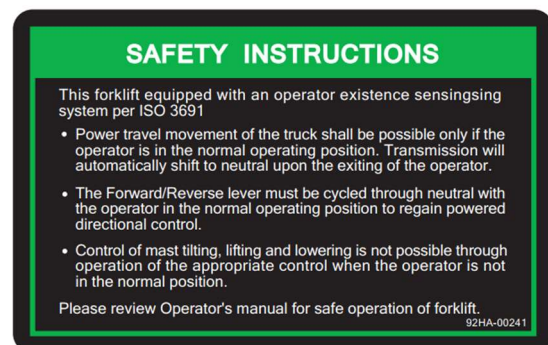 SAFETY INSTRUCTIONS
This forklift equipped with an operator existence sensingsing
system per ISO 3691
• Power travel movement of the truck shall be possible only if the
operator is in the normal operating position. Transmission will
automatically shift to neutral upon the exiting of the operator.
• The Forward/Reverse lever must be cycled through neutral with
the operator in the normal operating position to regain powered
directional control.
• Control of mast tilting, lifting and lowering is not possible through
operation of the appropriate control when the operator is not
in the normal position.
Please review Operator's manual for safe operation of forklift.
92HA-00241